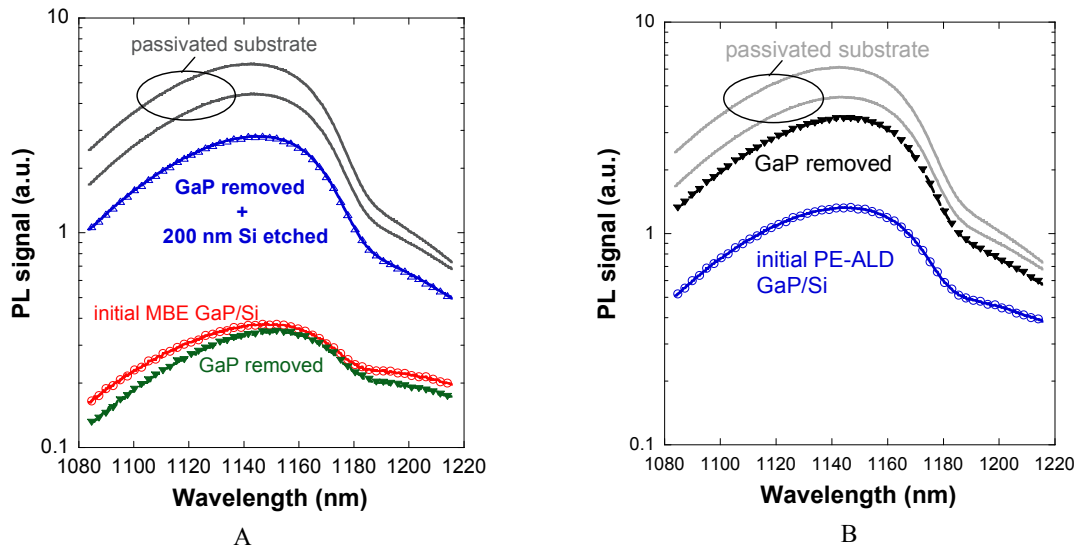 10
passivated substrate
GaP removed
+
200 nm Si etched
1
initial MBE GaP/Si
GaP removed
0.1
1080 1100 1120 1140 1160 1180 1200 1220
PL signal (a.u.)
Wavelength (nm)
A
10
passivated substrate
GaP removed
1
initial PE-ALD
GaP/Si
0.1
1080 1100 1120 1140 1160 1180 1200 1220
PL signal (a.u.)
Wavelength (nm)
B